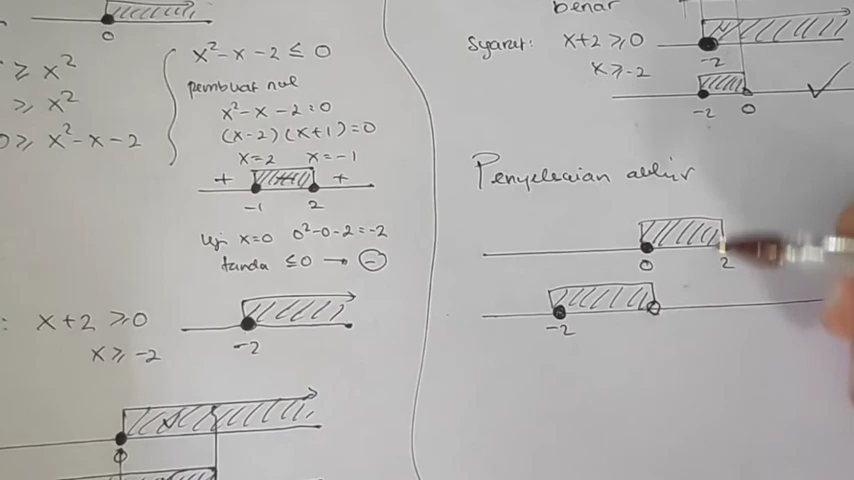 0
≥ x²
≥ x²
0 ≥ x² - x - 2
x² - x - 2 ≤ 0
pembuat nol
x² - x - 2 = 0
(x-2)(x+1) = 0
x = 2 x = -1
+ +
-1 2
uji x=0 0²-0-2 = -2
tanda ≤ 0 → (-)
: x+2 ≥ 0
x ≥ -2
-2
0
benar
Syarat: x+2 ≥ 0
x ≥ -2
-2
-2 0
Penyelesaian akhir
0 2
-2